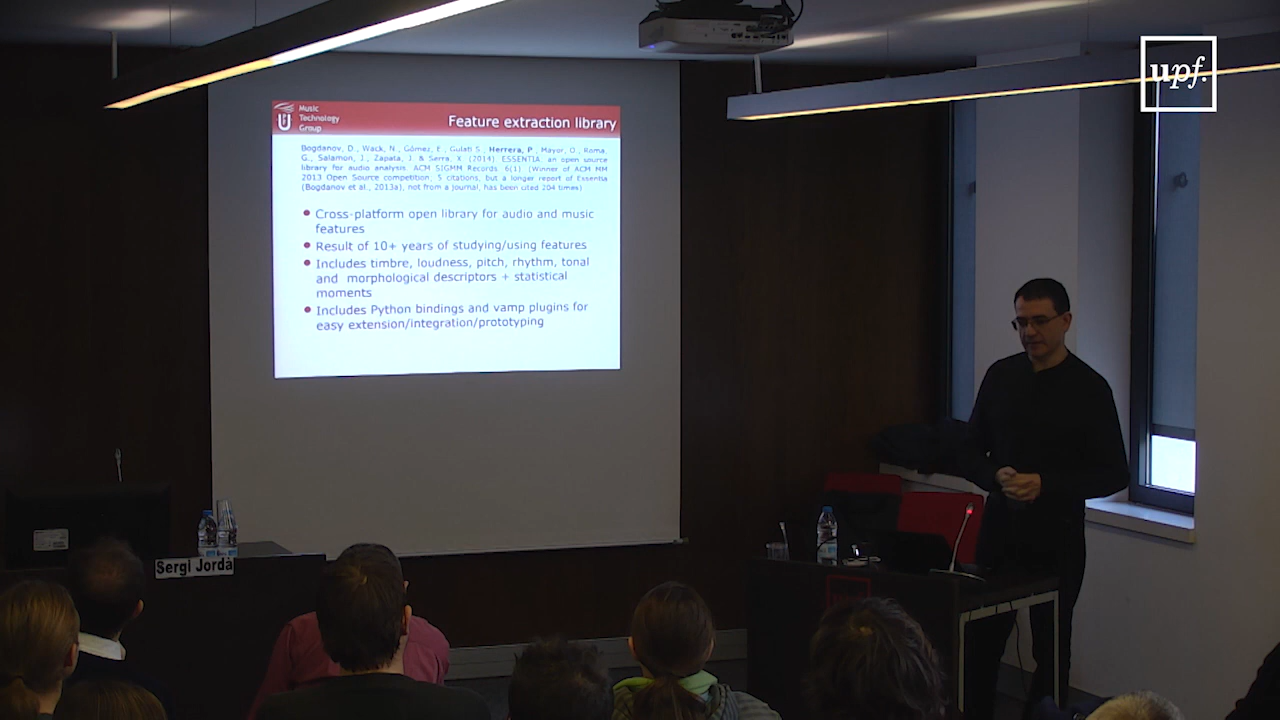 upf.
Music
Technology
Group
Feature extraction library
Bogdanov, D., Wack, N., Gómez, E., Gulati S., Herrera, P., Mayor, O., Roma,
G., Salamon, J., Zapata, J. & Serra, X. (2014). ESSENTIA: an open source
library for audio analysis. ACM SIGMM Records. 6(1) (Winner of ACM MM
2013 Open Source competition; 5 citations, but a longer report of Essentia
(Bogdanov et al., 2013a), not from a journal, has been cited 204 times)
Cross-platform open library for audio and music
features
Result of 10+ years of studying/using features
Includes timbre, loudness, pitch, rhythm, tonal
and morphological descriptors + statistical
moments
Includes Python bindings and vamp plugins for
easy extension/integration/prototyping
Sergi Jordà